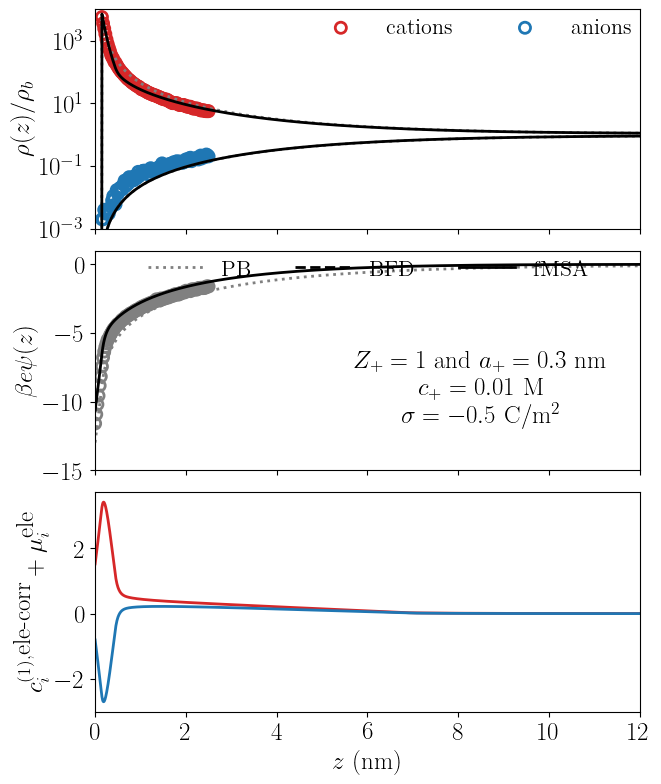 cations anions
10^3
10^1
10^{-1}
10^{-3}
ρ(z)/ρ_b
PB BFD fMSA
0
−5
−10
−15
βeψ(z)
Z_+ = 1 and a_+ = 0.3 nm
c_+ = 0.01 M
σ = −0.5 C/m^2
2
0
−2
c_i^{(1),ele-corr} + μ_i^{ele}
0 2 4 6 8 10 12
z (nm)